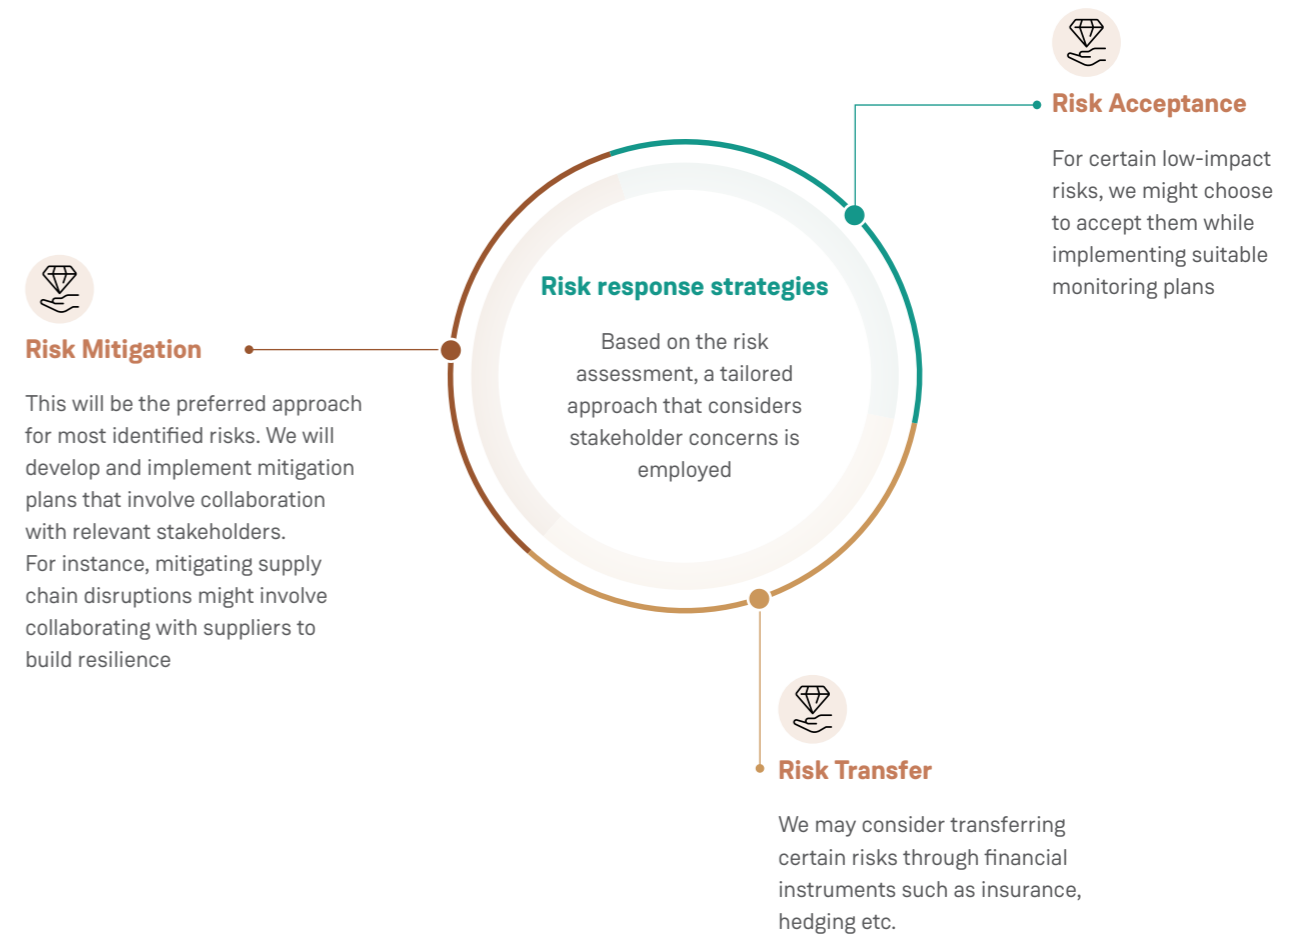 Risk Acceptance
For certain low-impact
risks, we might choose
to accept them while
implementing suitable
monitoring plans
Risk response strategies
Based on the risk
assessment, a tailored
approach that considers
stakeholder concerns is
employed
Risk Mitigation
This will be the preferred approach
for most identified risks. We will
develop and implement mitigation
plans that involve collaboration
with relevant stakeholders.
For instance, mitigating supply
chain disruptions might involve
collaborating with suppliers to
build resilience
Risk Transfer
We may consider transferring
certain risks through financial
instruments such as insurance,
hedging etc.